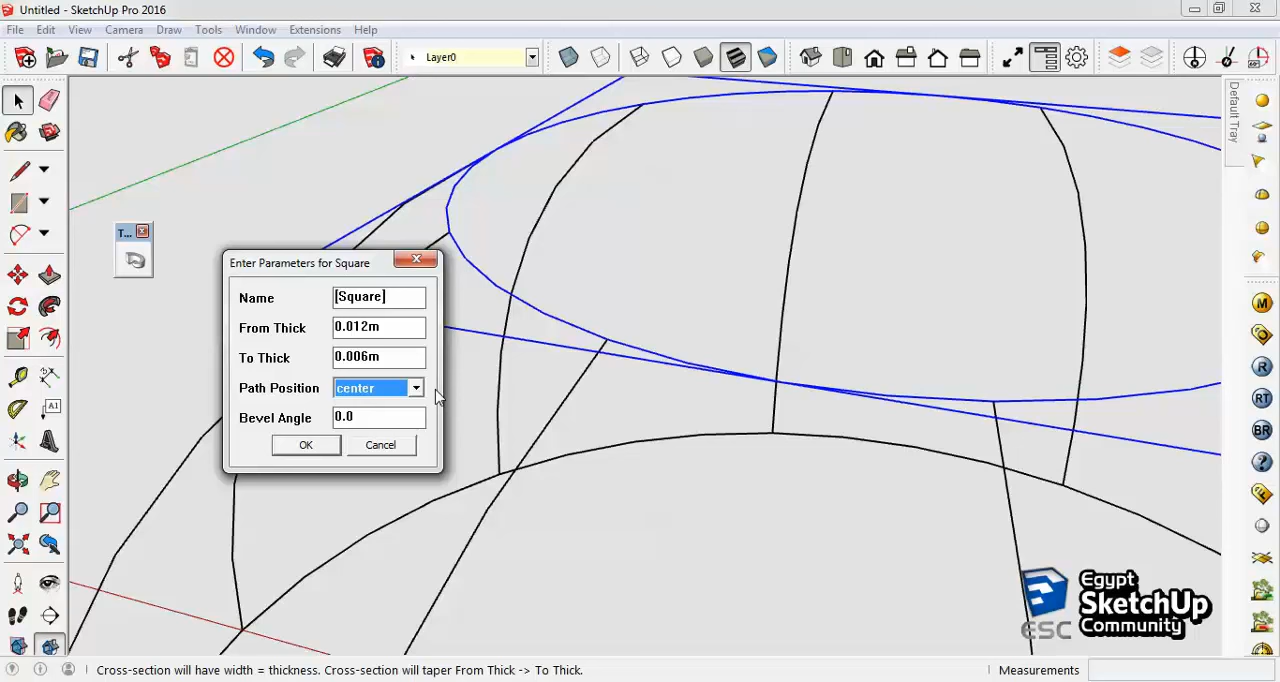 Untitled - SketchUp Pro 2016
File Edit View Camera Draw Tools Window Extensions Help
Layer0
Default Tray
T...
Enter Parameters for Square
Name [Square]
From Thick 0.012m
To Thick 0.006m
Path Position center
Bevel Angle 0.0
OK Cancel
A1
M
R
RT
BR
?
Egypt
SketchUp
Community
ESC
Cross-section will have width = thickness. Cross-section will taper From Thick -> To Thick.
Measurements